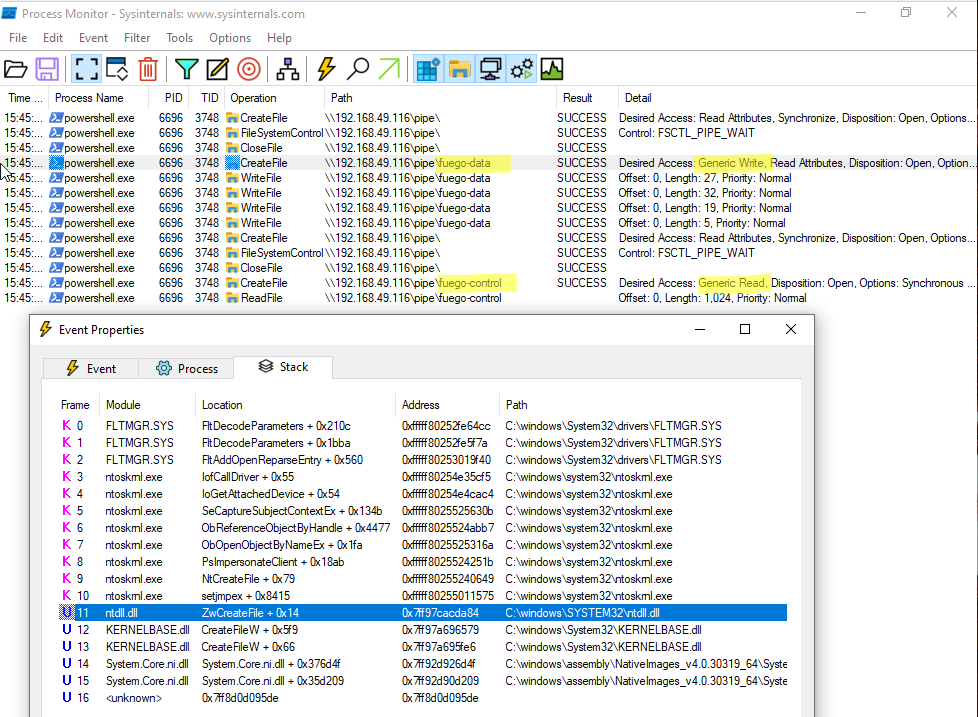 Process Monitor - Sysinternals: www.sysinternals.com
File Edit Event Filter Tools Options Help
Time ... Process Name PID TID Operation Path Result Detail
15:45:... powershell.exe 6696 3748 CreateFile \\192.168.49.116\pipe\ SUCCESS Desired Access: Read Attributes, Synchronize, Disposition: Open, Options...
15:45:... powershell.exe 6696 3748 FileSystemControl \\192.168.49.116\pipe\ SUCCESS Control: FSCTL_PIPE_WAIT
15:45:... powershell.exe 6696 3748 CloseFile \\192.168.49.116\pipe\ SUCCESS
15:45:... powershell.exe 6696 3748 CreateFile \\192.168.49.116\pipe\fuego-data SUCCESS Desired Access: Generic Write, Read Attributes, Disposition: Open, Option...
15:45:... powershell.exe 6696 3748 WriteFile \\192.168.49.116\pipe\fuego-data SUCCESS Offset: 0, Length: 27, Priority: Normal
15:45:... powershell.exe 6696 3748 WriteFile \\192.168.49.116\pipe\fuego-data SUCCESS Offset: 0, Length: 32, Priority: Normal
15:45:... powershell.exe 6696 3748 WriteFile \\192.168.49.116\pipe\fuego-data SUCCESS Offset: 0, Length: 19, Priority: Normal
15:45:... powershell.exe 6696 3748 WriteFile \\192.168.49.116\pipe\fuego-data SUCCESS Offset: 0, Length: 5, Priority: Normal
15:45:... powershell.exe 6696 3748 CreateFile \\192.168.49.116\pipe\ SUCCESS Desired Access: Read Attributes, Synchronize, Disposition: Open, Options...
15:45:... powershell.exe 6696 3748 FileSystemControl \\192.168.49.116\pipe\ SUCCESS Control: FSCTL_PIPE_WAIT
15:45:... powershell.exe 6696 3748 CloseFile \\192.168.49.116\pipe\ SUCCESS
15:45:... powershell.exe 6696 3748 CreateFile \\192.168.49.116\pipe\fuego-control SUCCESS Desired Access: Generic Read, Disposition: Open, Options: Synchronous ...
15:45:... powershell.exe 6696 3748 ReadFile \\192.168.49.116\pipe\fuego-control Offset: 0, Length: 1,024, Priority: Normal
Event Properties
Event Process Stack
Frame Module Location Address Path
K 0 FLTMGR.SYS FltDecodeParameters + 0x210c 0xfffff80252fe64cc C:\windows\System32\drivers\FLTMGR.SYS
K 1 FLTMGR.SYS FltDecodeParameters + 0x1bba 0xfffff80252fe5f7a C:\windows\System32\drivers\FLTMGR.SYS
K 2 FLTMGR.SYS FltAddOpenReparseEntry + 0x560 0xfffff80253019f40 C:\windows\System32\drivers\FLTMGR.SYS
K 3 ntoskrnl.exe IofCallDriver + 0x55 0xfffff80254e35cf5 C:\windows\system32\ntoskrnl.exe
K 4 ntoskrnl.exe IoGetAttachedDevice + 0x54 0xfffff80254e4cac4 C:\windows\system32\ntoskrnl.exe
K 5 ntoskrnl.exe SeCaptureSubjectContextEx + 0x134b 0xfffff8025525630b C:\windows\system32\ntoskrnl.exe
K 6 ntoskrnl.exe ObReferenceObjectByHandle + 0x4477 0xfffff8025524abb7 C:\windows\system32\ntoskrnl.exe
K 7 ntoskrnl.exe ObOpenObjectByNameEx + 0x1fa 0xfffff8025525316a C:\windows\system32\ntoskrnl.exe
K 8 ntoskrnl.exe PsImpersonateClient + 0x18ab 0xfffff8025524251b C:\windows\system32\ntoskrnl.exe
K 9 ntoskrnl.exe NtCreateFile + 0x79 0xfffff80255240649 C:\windows\system32\ntoskrnl.exe
K 10 ntoskrnl.exe setjmpex + 0x8415 0xfffff80255011575 C:\windows\system32\ntoskrnl.exe
U 11 ntdll.dll ZwCreateFile + 0x14 0x7ff97cacda84 C:\windows\SYSTEM32\ntdll.dll
U 12 KERNELBASE.dll CreateFileW + 0x5f9 0x7ff97a696579 C:\windows\System32\KERNELBASE.dll
U 13 KERNELBASE.dll CreateFileW + 0x66 0x7ff97a695fe6 C:\windows\System32\KERNELBASE.dll
U 14 System.Core.ni.dll System.Core.ni.dll + 0x376d4f 0x7ff92d926d4f C:\windows\assembly\NativeImages_v4.0.30319_64\Syste
U 15 System.Core.ni.dll System.Core.ni.dll + 0x35d209 0x7ff92d90d209 C:\windows\assembly\NativeImages_v4.0.30319_64\Syste
U 16 <unknown> 0x7ff8d0d095de 0x7ff8d0d095de